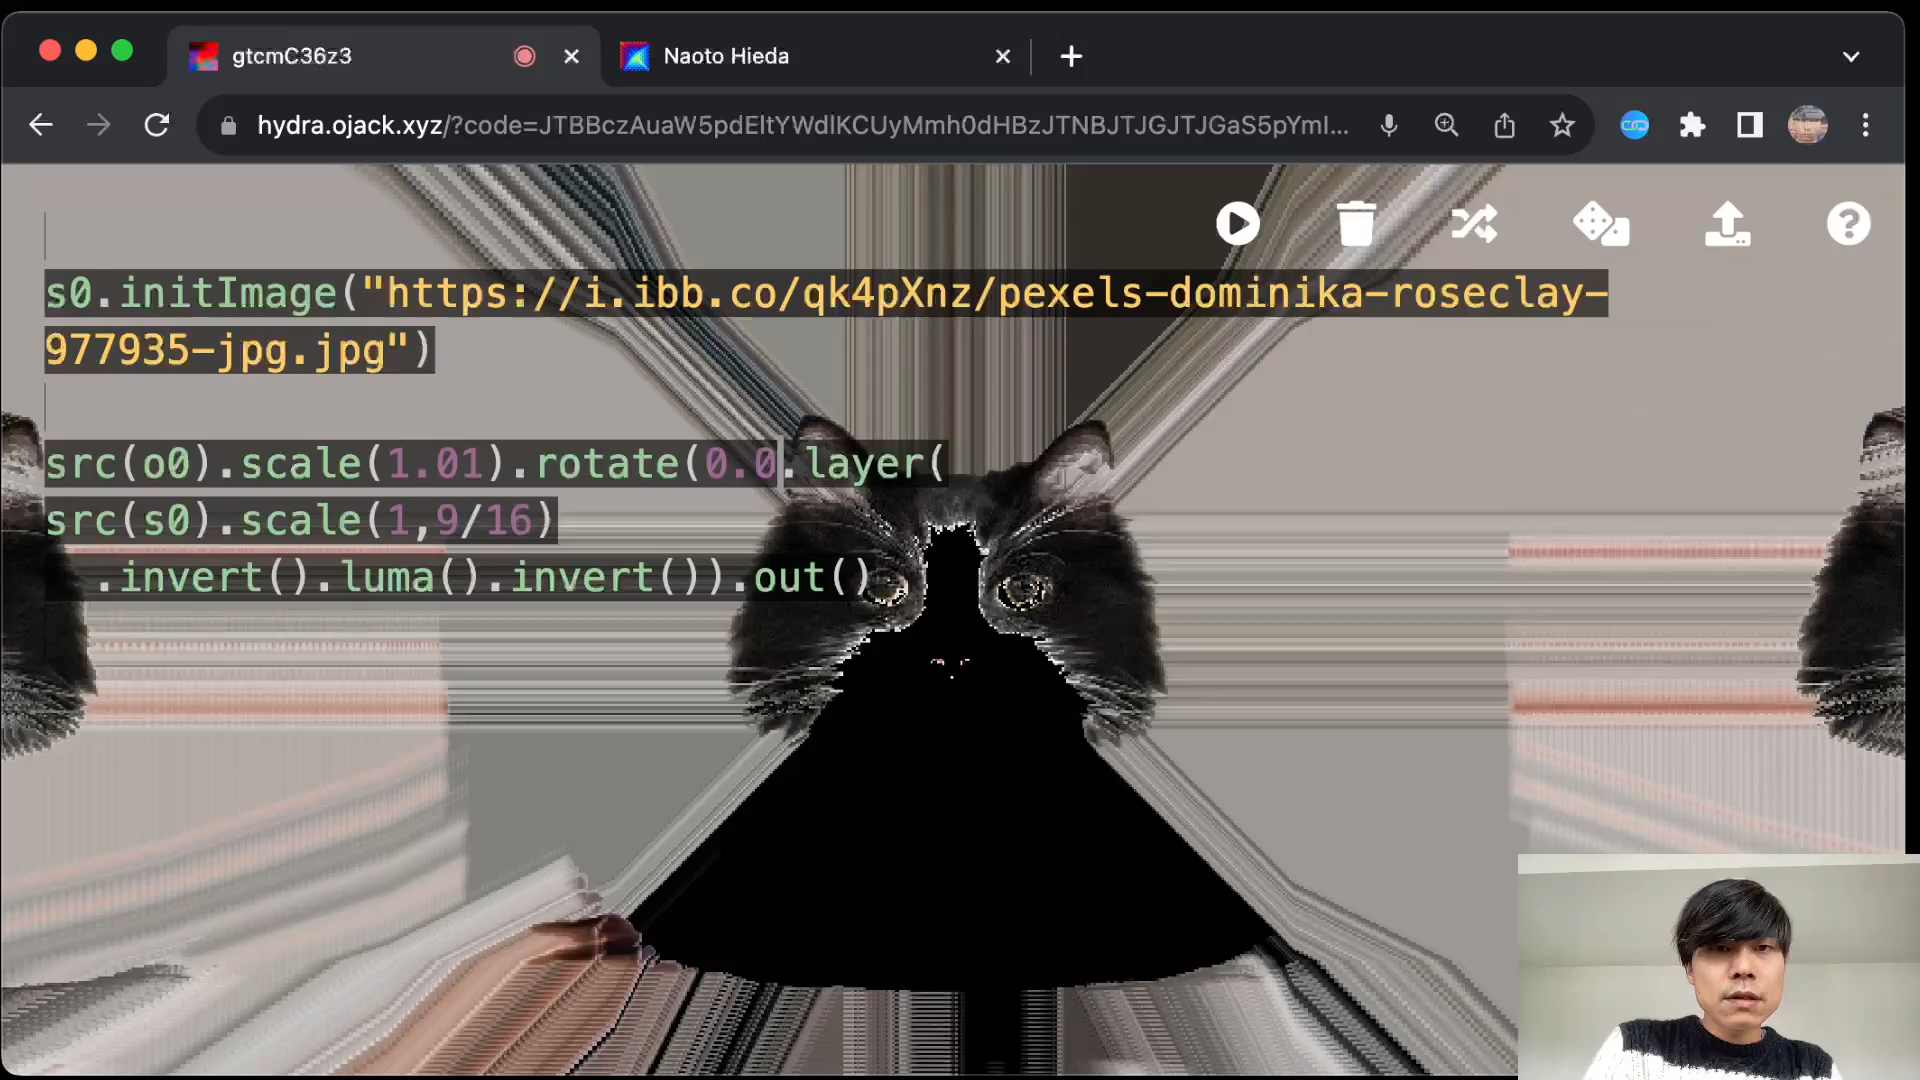 gtcmC36z3
Naoto Hieda
hydra.ojack.xyz/?code=JTBBczAuaW5pdEltYWdlKCUyMmh0dHBzJTNBJTJGJTJGaS5pYmI...
s0.initImage("https://i.ibb.co/qk4pXnz/pexels-dominika-roseclay-
977935-jpg.jpg")
src(o0).scale(1.01).rotate(0.0.layer(
src(s0).scale(1,9/16)
.invert().luma().invert()).out()